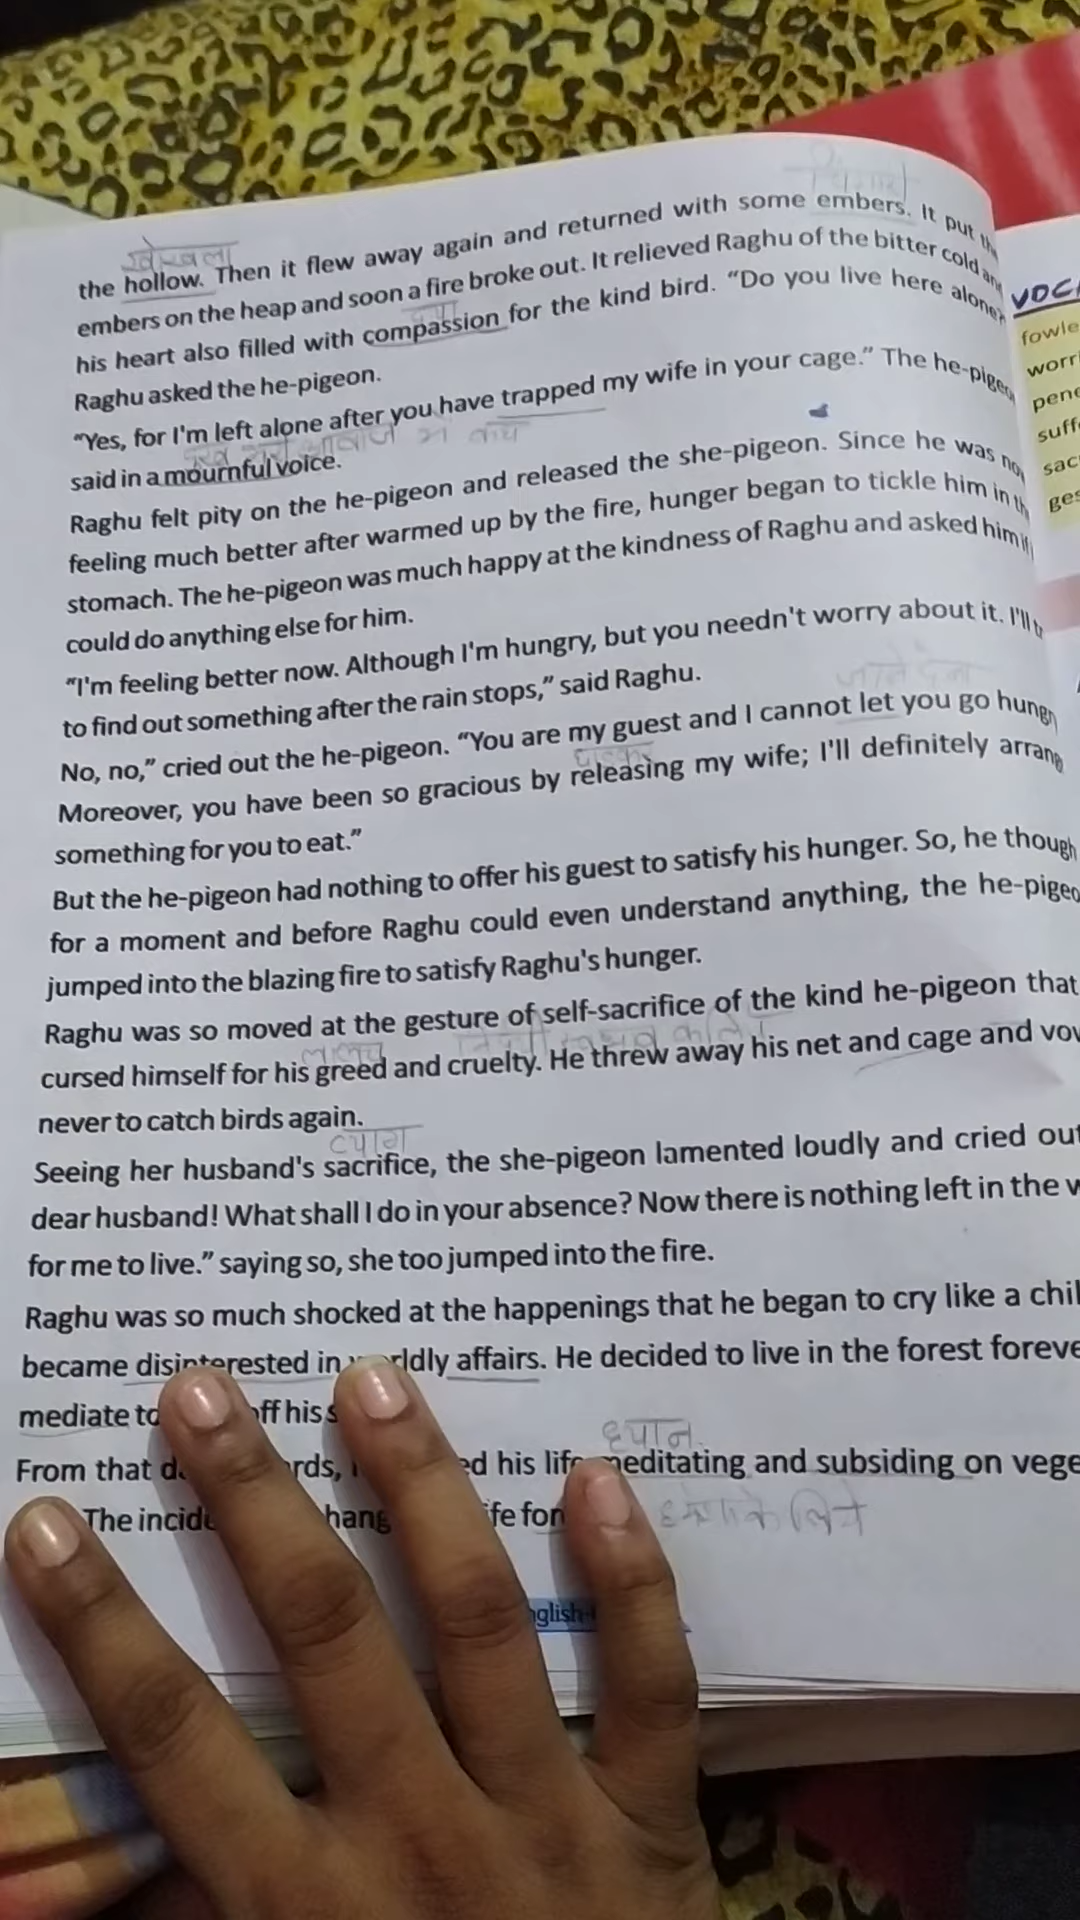 खोखला
the hollow. Then it flew away again and returned with some embers. It put
embers on the heap and soon a fire broke out. It relieved Raghu of the bitter cold
his heart also filled with compassion for the kind bird. “Do you live here alone?
Raghu asked the he-pigeon.
“Yes, for I'm left alone after you have trapped my wife in your cage.” The
said in a mournful voice.
Raghu felt pity on the he-pigeon and released the she-pigeon. Since he was
feeling much better after warmed up by the fire, hunger began to tickle him in
stomach. The he-pigeon was much happy at the kindness of Raghu and asked him
could do anything else for him.
“I'm feeling better now. Although I'm hungry, but you needn't worry about it. I'll
to find out something after the rain stops,” said Raghu.
जाने देना
No, no,” cried out the he-pigeon. “You are my guest and I cannot let you go
Moreover, you have been so gracious by releasing my wife; I'll definitely
something for you to eat.”
But the he-pigeon had nothing to offer his guest to satisfy his hunger. So, he
for a moment and before Raghu could even understand anything, the
jumped into the blazing fire to satisfy Raghu's hunger.
Raghu was so moved at the gesture of self-sacrifice of the kind he-pigeon that
लालच
cursed himself for his greed and cruelty. He threw away his net and cage and
never to catch birds again.
त्याग
Seeing her husband's sacrifice, the she-pigeon lamented loudly and cried out
dear husband! What shall I do in your absence? Now there is nothing left in the
for me to live.” saying so, she too jumped into the fire.
Raghu was so much shocked at the happenings that he began to cry like a
became disinterested in affairs. He decided to live in the forest
mediate his
ध्यान
From that his meditating and subsiding on
The
हमेशा के लिये
VOC